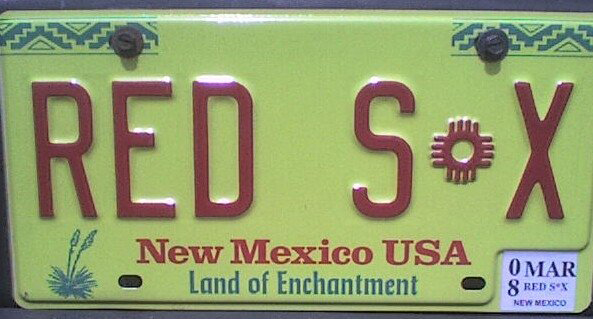 RED S X
New Mexico USA
Land of Enchantment
0 MAR
8 RED S*X
NEW MEXICO